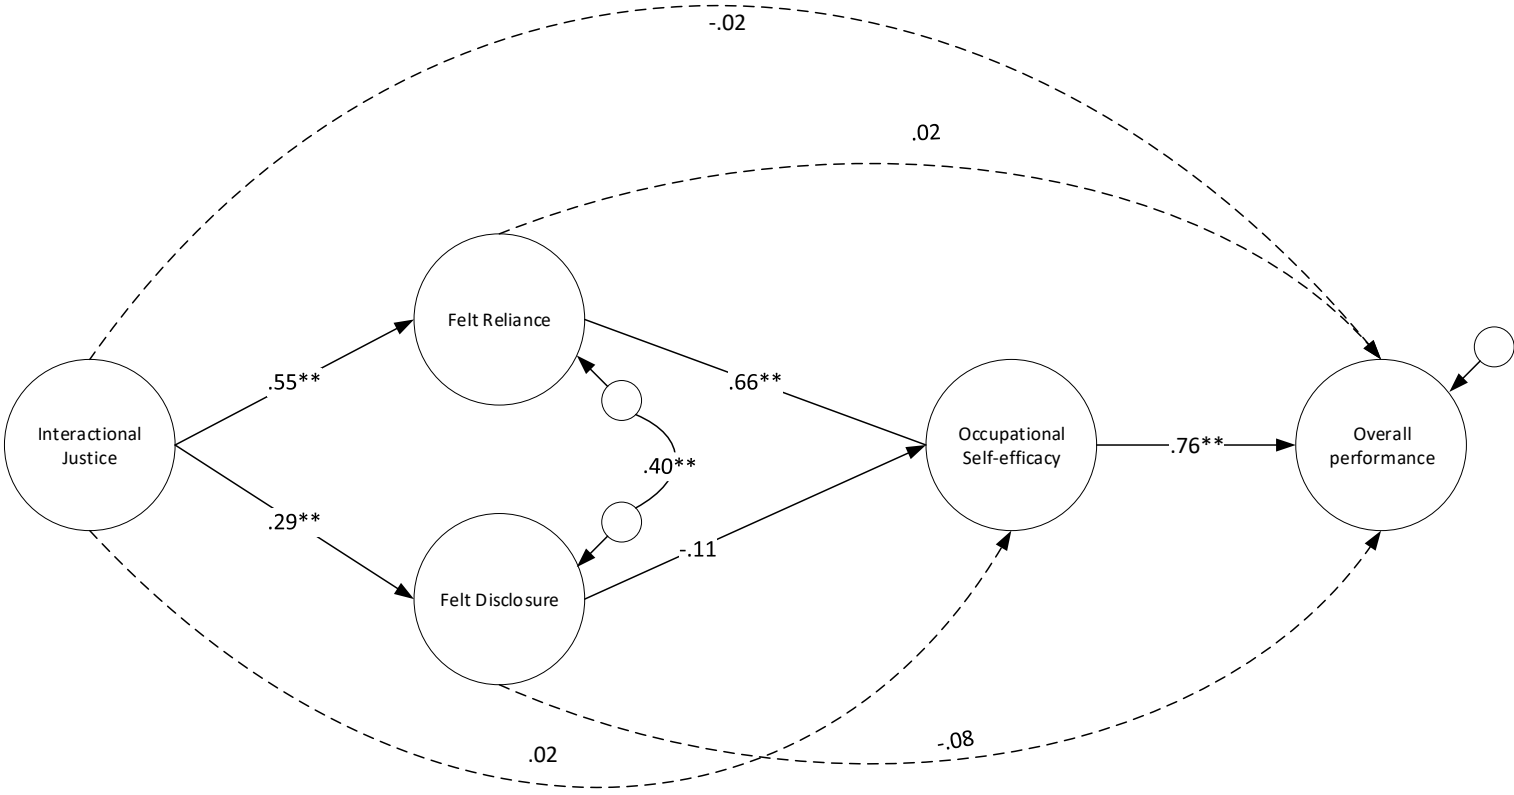 -.02
.02
Felt Reliance
.55**
.66**
Interactional
Justice
Occupational
Self-efficacy
.76**
Overall
performance
.40**
.29**
-.11
Felt Disclosure
.02
-.08